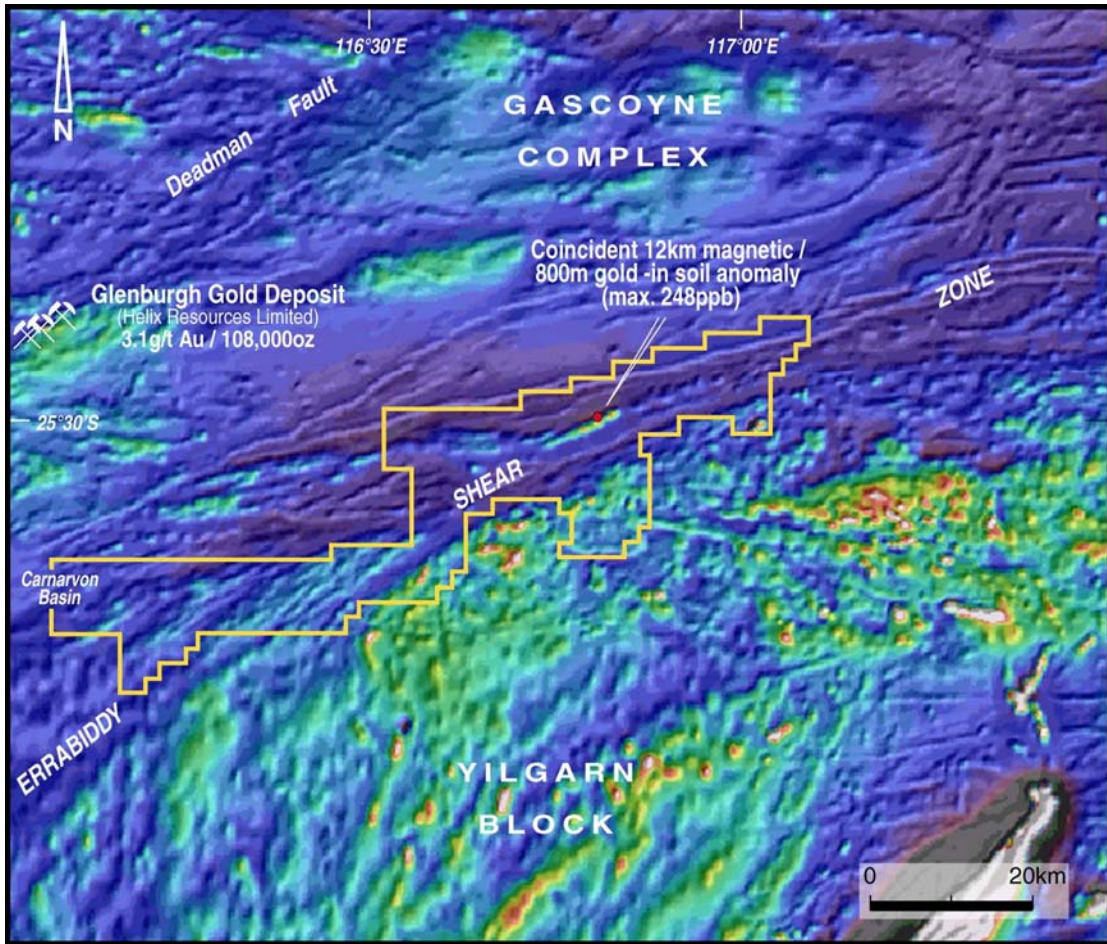 116°30'E
117°00'E
N
Deadman Fault
GASCOYNE
COMPLEX
Coincident 12km magnetic /
800m gold -in soil anomaly
(max. 248ppb)
ZONE
Glenburgh Gold Deposit
(Helix Resources Limited)
3.1g/t Au / 108,000oz
25°30'S
SHEAR
Carnarvon
Basin
ERRABIDDY
YILGARN
BLOCK
0 20km